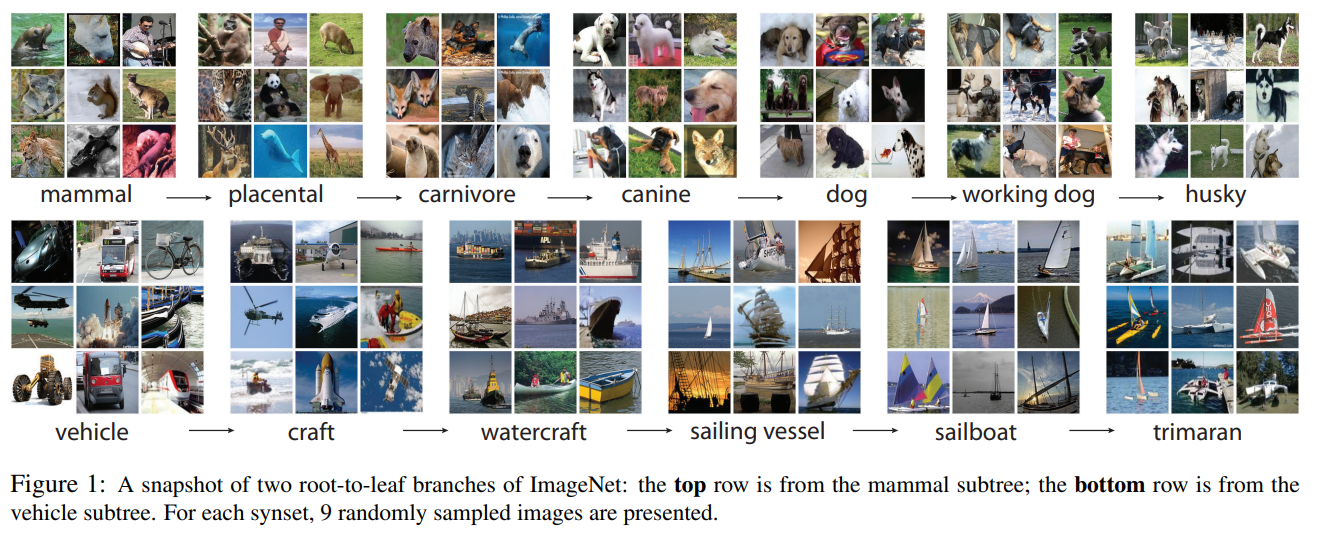 mammal → placental → carnivore → canine → dog → working dog → husky
vehicle → craft → watercraft → sailing vessel → sailboat → trimaran
Figure 1: A snapshot of two root-to-leaf branches of ImageNet: the top row is from the mammal subtree; the bottom row is from the
vehicle subtree. For each synset, 9 randomly sampled images are presented.